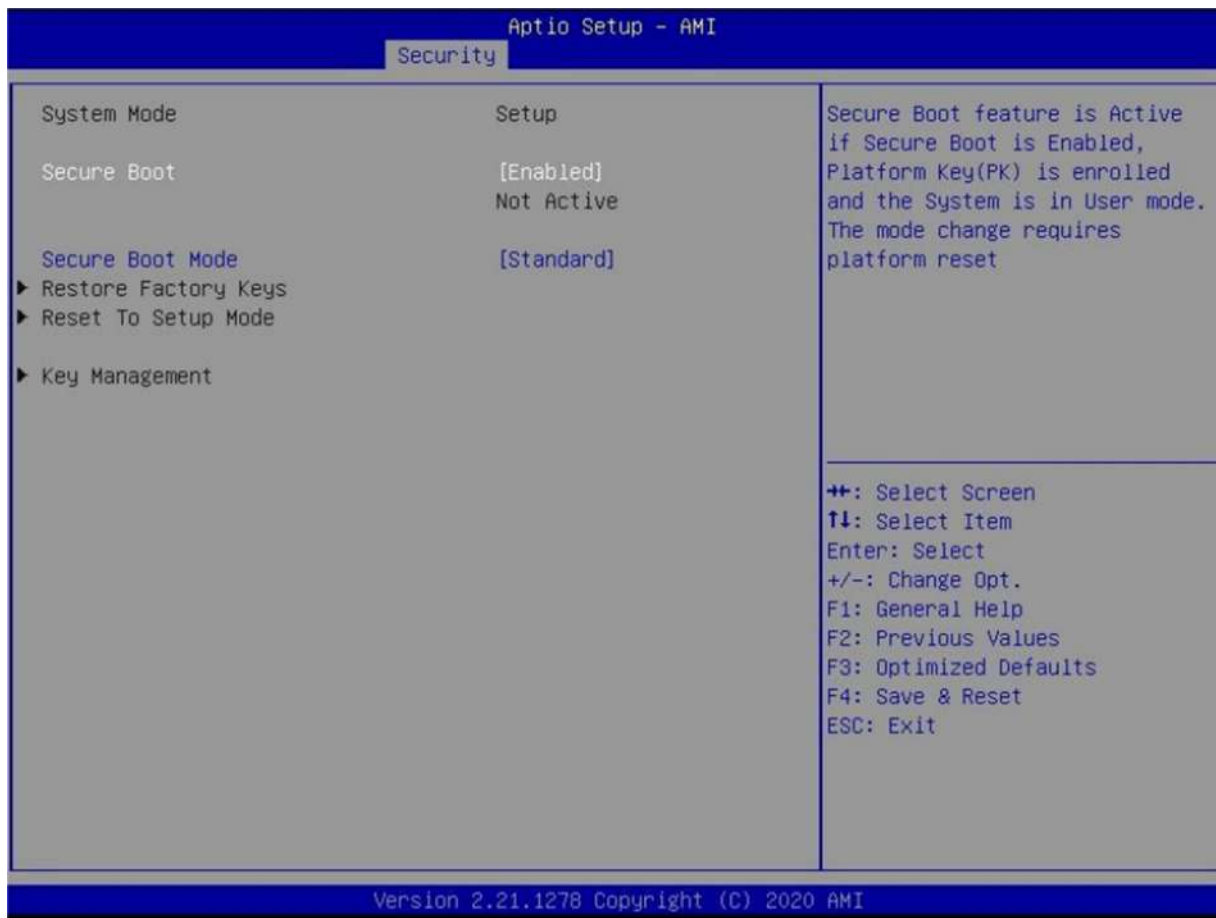 Aptio Setup – AMI
Security
System Mode Setup
Secure Boot [Enabled]
Not Active
Secure Boot Mode [Standard]
▶ Restore Factory Keys
▶ Reset To Setup Mode
▶ Key Management
Secure Boot feature is Active
if Secure Boot is Enabled,
Platform Key(PK) is enrolled
and the System is in User mode.
The mode change requires
platform reset
→←: Select Screen
↑↓: Select Item
Enter: Select
+/-: Change Opt.
F1: General Help
F2: Previous Values
F3: Optimized Defaults
F4: Save & Reset
ESC: Exit
Version 2.21.1278 Copyright (C) 2020 AMI